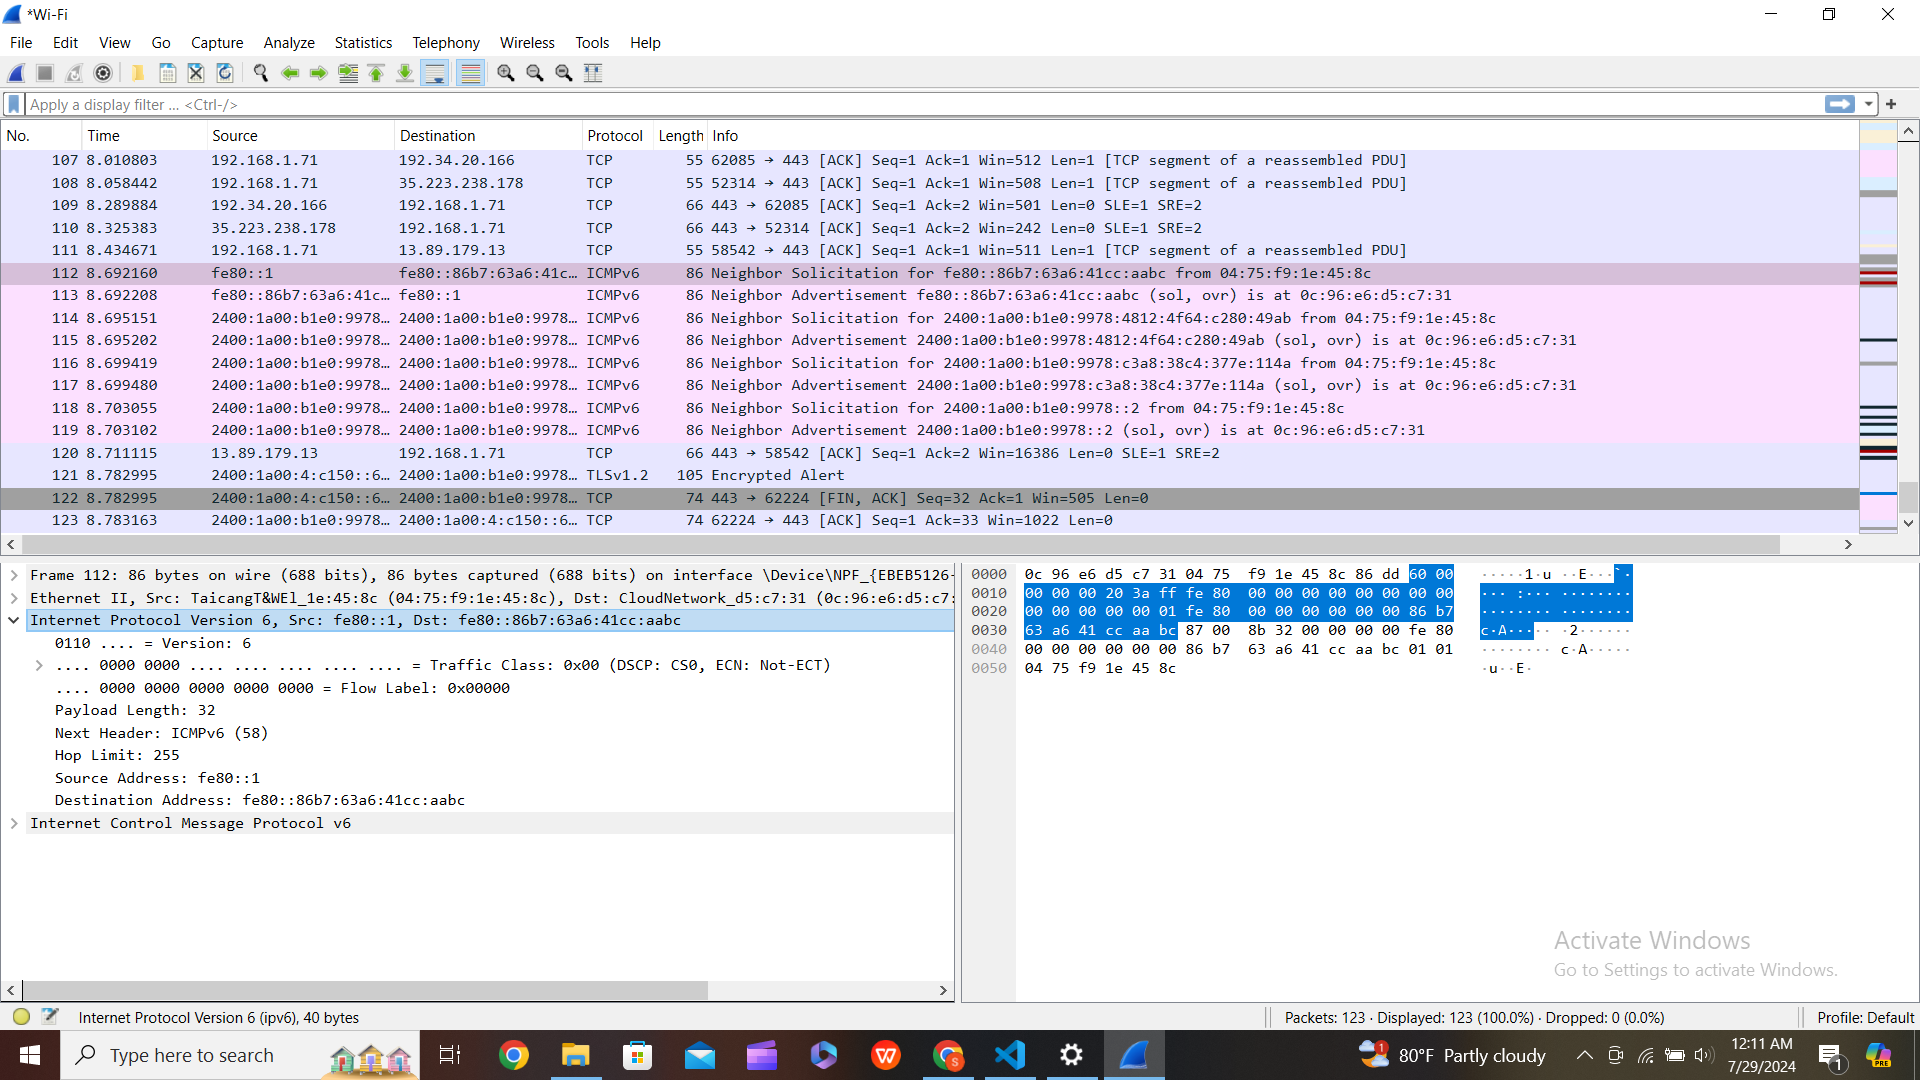 *Wi-Fi
File Edit View Go Capture Analyze Statistics Telephony Wireless Tools Help
Apply a display filter ... <Ctrl-/>
No. Time Source Destination Protocol Length Info
107 8.010803 192.168.1.71 192.34.20.166 TCP 55 62085 → 443 [ACK] Seq=1 Ack=1 Win=512 Len=1 [TCP segment of a reassembled PDU]
108 8.058442 192.168.1.71 35.223.238.178 TCP 55 52314 → 443 [ACK] Seq=1 Ack=1 Win=508 Len=1 [TCP segment of a reassembled PDU]
109 8.289884 192.34.20.166 192.168.1.71 TCP 66 443 → 62085 [ACK] Seq=1 Ack=2 Win=501 Len=0 SLE=1 SRE=2
110 8.325383 35.223.238.178 192.168.1.71 TCP 66 443 → 52314 [ACK] Seq=1 Ack=2 Win=242 Len=0 SLE=1 SRE=2
111 8.434671 192.168.1.71 13.89.179.13 TCP 55 58542 → 443 [ACK] Seq=1 Ack=1 Win=511 Len=1 [TCP segment of a reassembled PDU]
112 8.692160 fe80::1 fe80::86b7:63a6:41c… ICMPv6 86 Neighbor Solicitation for fe80::86b7:63a6:41cc:aabc from 04:75:f9:1e:45:8c
113 8.692208 fe80::86b7:63a6:41c… fe80::1 ICMPv6 86 Neighbor Advertisement fe80::86b7:63a6:41cc:aabc (sol, ovr) is at 0c:96:e6:d5:c7:31
114 8.695151 2400:1a00:b1e0:9978… 2400:1a00:b1e0:9978… ICMPv6 86 Neighbor Solicitation for 2400:1a00:b1e0:9978:4812:4f64:c280:49ab from 04:75:f9:1e:45:8c
115 8.695202 2400:1a00:b1e0:9978… 2400:1a00:b1e0:9978… ICMPv6 86 Neighbor Advertisement 2400:1a00:b1e0:9978:4812:4f64:c280:49ab (sol, ovr) is at 0c:96:e6:d5:c7:31
116 8.699419 2400:1a00:b1e0:9978… 2400:1a00:b1e0:9978… ICMPv6 86 Neighbor Solicitation for 2400:1a00:b1e0:9978:c3a8:38c4:377e:114a from 04:75:f9:1e:45:8c
117 8.699480 2400:1a00:b1e0:9978… 2400:1a00:b1e0:9978… ICMPv6 86 Neighbor Advertisement 2400:1a00:b1e0:9978:c3a8:38c4:377e:114a (sol, ovr) is at 0c:96:e6:d5:c7:31
118 8.703055 2400:1a00:b1e0:9978… 2400:1a00:b1e0:9978… ICMPv6 86 Neighbor Solicitation for 2400:1a00:b1e0:9978::2 from 04:75:f9:1e:45:8c
119 8.703102 2400:1a00:b1e0:9978… 2400:1a00:b1e0:9978… ICMPv6 86 Neighbor Advertisement 2400:1a00:b1e0:9978::2 (sol, ovr) is at 0c:96:e6:d5:c7:31
120 8.711115 13.89.179.13 192.168.1.71 TCP 66 443 → 58542 [ACK] Seq=1 Ack=2 Win=16386 Len=0 SLE=1 SRE=2
121 8.782995 2400:1a00:4:c150::6… 2400:1a00:b1e0:9978… TLSv1.2 105 Encrypted Alert
122 8.782995 2400:1a00:4:c150::6… 2400:1a00:b1e0:9978… TCP 74 443 → 62224 [FIN, ACK] Seq=32 Ack=1 Win=505 Len=0
123 8.783163 2400:1a00:b1e0:9978… 2400:1a00:4:c150::6… TCP 74 62224 → 443 [ACK] Seq=1 Ack=33 Win=1022 Len=0
Frame 112: 86 bytes on wire (688 bits), 86 bytes captured (688 bits) on interface \Device\NPF_{EBEB5126-
Ethernet II, Src: TaicangT&WEl_1e:45:8c (04:75:f9:1e:45:8c), Dst: CloudNetwork_d5:c7:31 (0c:96:e6:d5:c7:
Internet Protocol Version 6, Src: fe80::1, Dst: fe80::86b7:63a6:41cc:aabc
0110 .... = Version: 6
.... 0000 0000 .... .... .... .... .... = Traffic Class: 0x00 (DSCP: CS0, ECN: Not-ECT)
.... 0000 0000 0000 0000 0000 = Flow Label: 0x00000
Payload Length: 32
Next Header: ICMPv6 (58)
Hop Limit: 255
Source Address: fe80::1
Destination Address: fe80::86b7:63a6:41cc:aabc
Internet Control Message Protocol v6
0000 0c 96 e6 d5 c7 31 04 75 f9 1e 45 8c 86 dd 60 00 ·····1·u ··E···`·
0010 00 00 00 20 3a ff fe 80 00 00 00 00 00 00 00 00 ··· :··· ········
0020 00 00 00 00 00 01 fe 80 00 00 00 00 00 00 86 b7 ········ ········
0030 63 a6 41 cc aa bc 87 00 8b 32 00 00 00 00 fe 80 c·A····· ·2······
0040 00 00 00 00 00 00 86 b7 63 a6 41 cc aa bc 01 01 ········ c·A·····
0050 04 75 f9 1e 45 8c ·u··E·
Activate Windows
Go to Settings to activate Windows.
Internet Protocol Version 6 (ipv6), 40 bytes
Packets: 123 · Displayed: 123 (100.0%) · Dropped: 0 (0.0%)
Profile: Default
Type here to search
S
W
1
80°F Partly cloudy
12:11 AM
7/29/2024
1
PRE